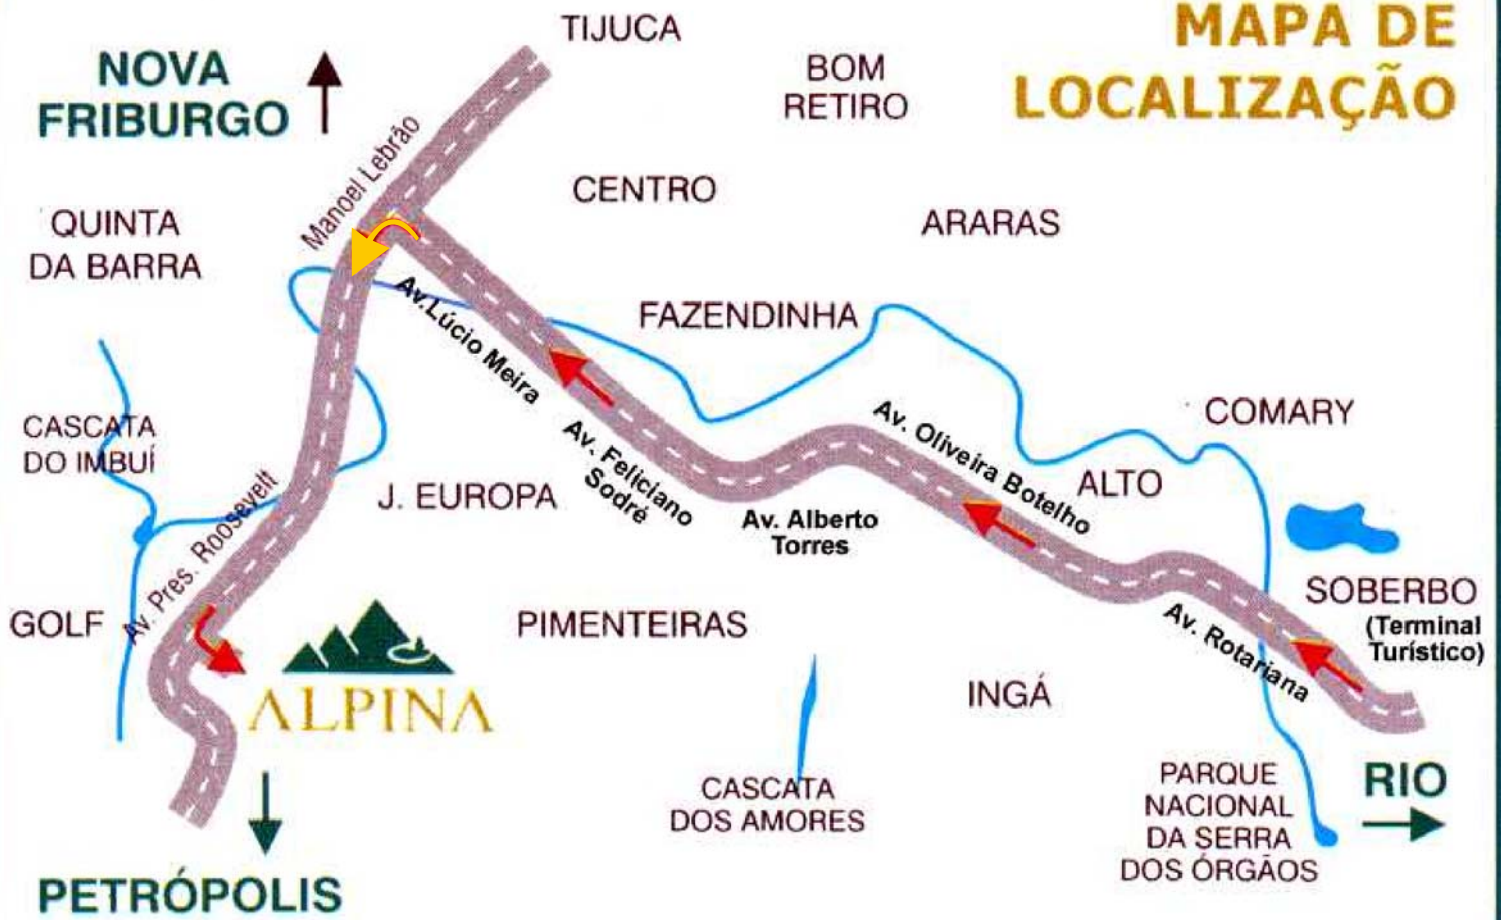 MAPA DE
LOCALIZAÇÃO
TIJUCA
NOVA
FRIBURGO
BOM
RETIRO
Manoel Lebrão
CENTRO
QUINTA
DA BARRA
ARARAS
Av.Lúcio Meira
FAZENDINHA
CASCATA
DO IMBUÍ
Av. Oliveira Botelho
COMARY
Av. Feliciano
Sodré
ALTO
J. EUROPA
Av. Alberto
Torres
Av. Pres. Roosevelt
SOBERBO
(Terminal
Turístico)
GOLF
PIMENTEIRAS
Av. Rotariana
ALPINA
INGÁ
CASCATA
DOS AMORES
PARQUE
NACIONAL
DA SERRA
DOS ÓRGÃOS
RIO
PETRÓPOLIS